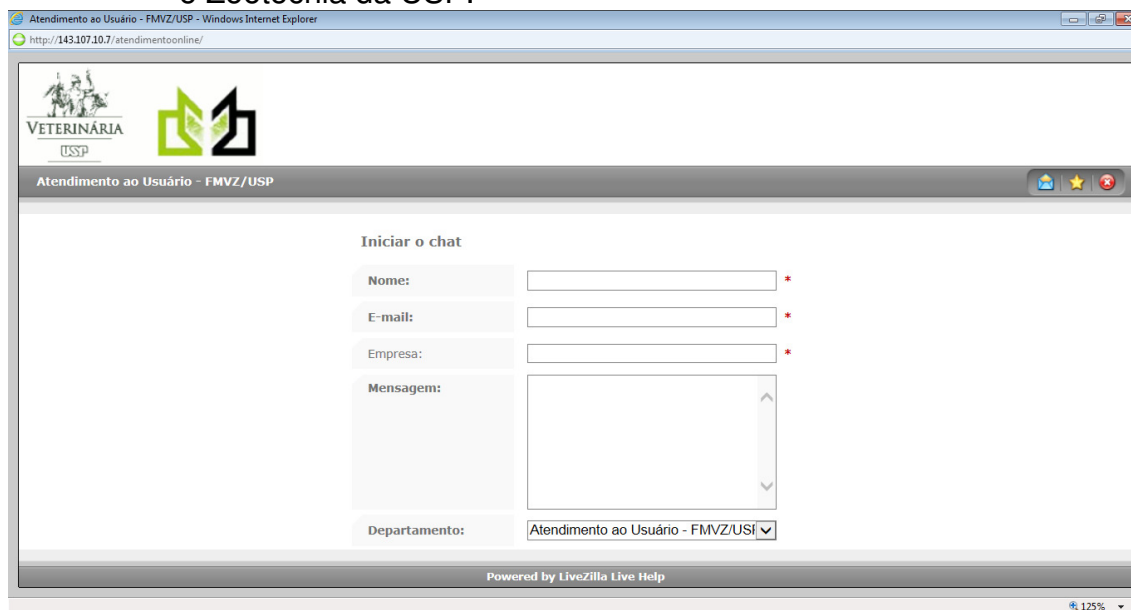 Atendimento ao Usuário - FMVZ/USP - Windows Internet Explorer
http://143.107.10.7/atendimentoonline/
VETERINÁRIA
USP
Atendimento ao Usuário - FMVZ/USP
Iniciar o chat
Nome: *
E-mail: *
Empresa: *
Mensagem:
Departamento: Atendimento ao Usuário - FMVZ/US
Powered by LiveZilla Live Help
125%